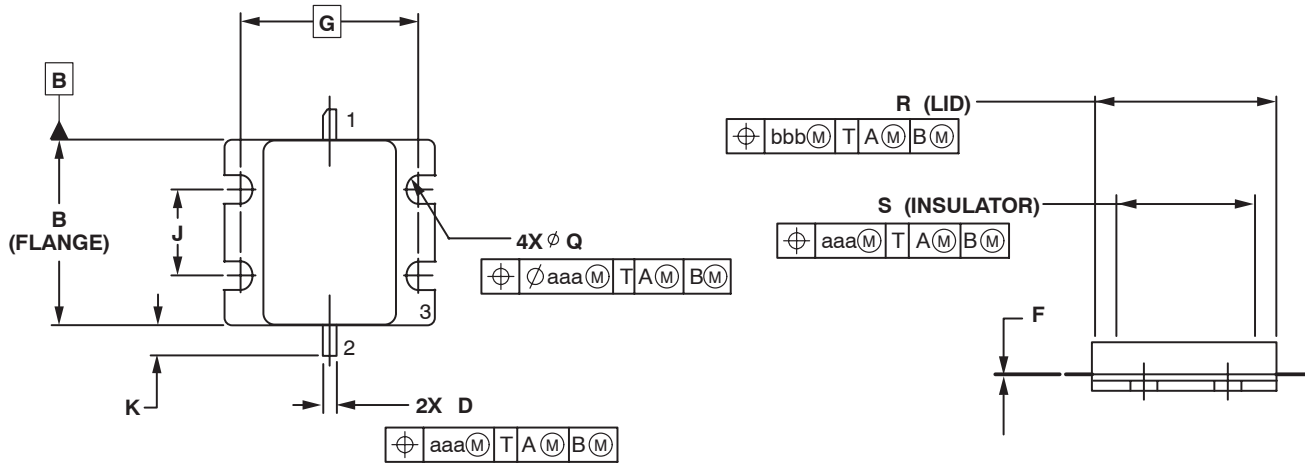 G
B
1
R (LID)
⌖ bbbⓂ T AⓂ BⓂ
B
(FLANGE)
J
S (INSULATOR)
4X ⌀ Q
⌖ aaaⓂ T AⓂ BⓂ
⌖ ⌀aaaⓂ T AⓂ BⓂ
3
F
2
K
2X D
⌖ aaaⓂ T AⓂ BⓂ